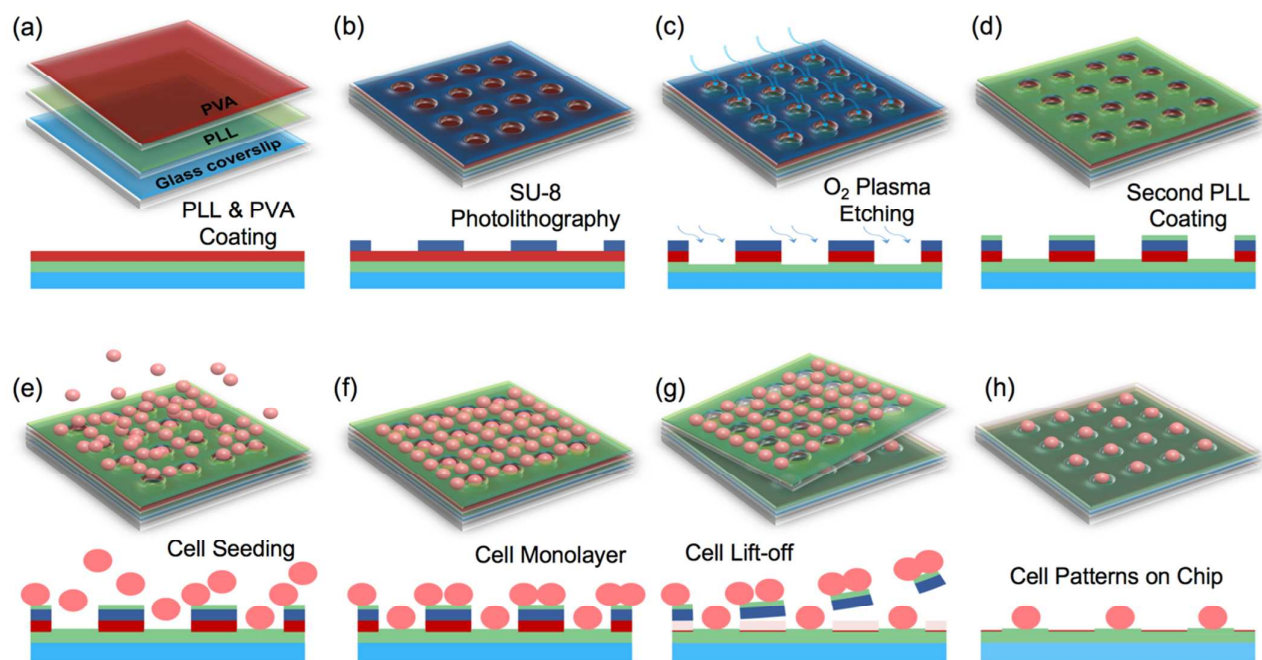 (a)
PVA
PLL
Glass coverslip
PLL & PVA
Coating
(b)
SU-8
Photolithography
(c)
O₂ Plasma
Etching
(d)
Second PLL
Coating
(e)
Cell Seeding
(f)
Cell Monolayer
(g)
Cell Lift-off
(h)
Cell Patterns on Chip